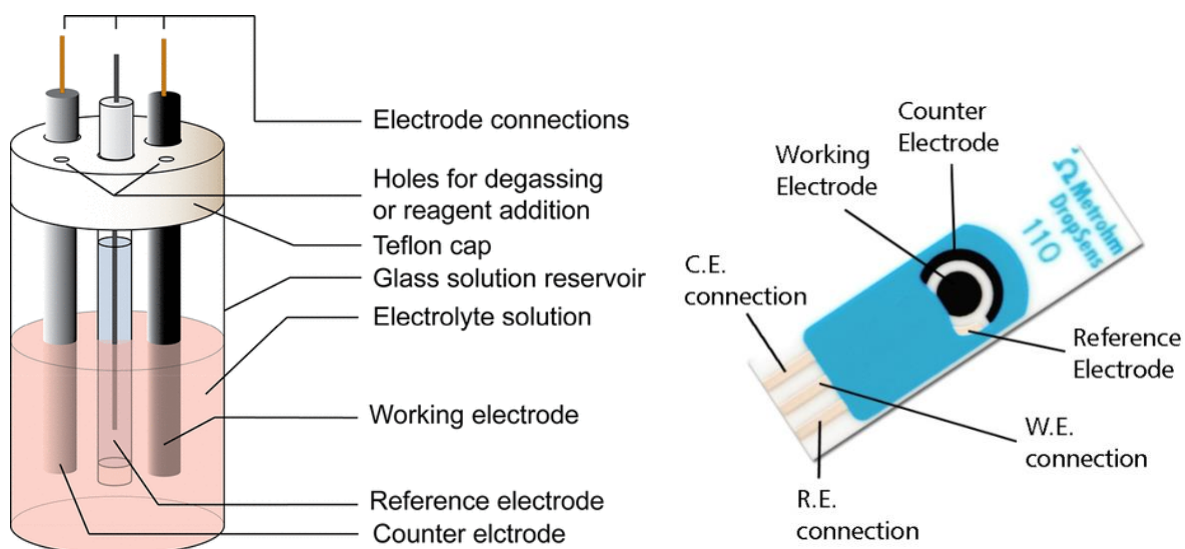 Electrode connections
Holes for degassing
or reagent addition
Teflon cap
Glass solution reservoir
Electrolyte solution
Working electrode
Reference electrode
Counter elctrode
Counter
Electrode
Working
Electrode
C.E.
connection
Ω Metrohm
DropSens
110
Reference
Electrode
W.E.
connection
R.E.
connection